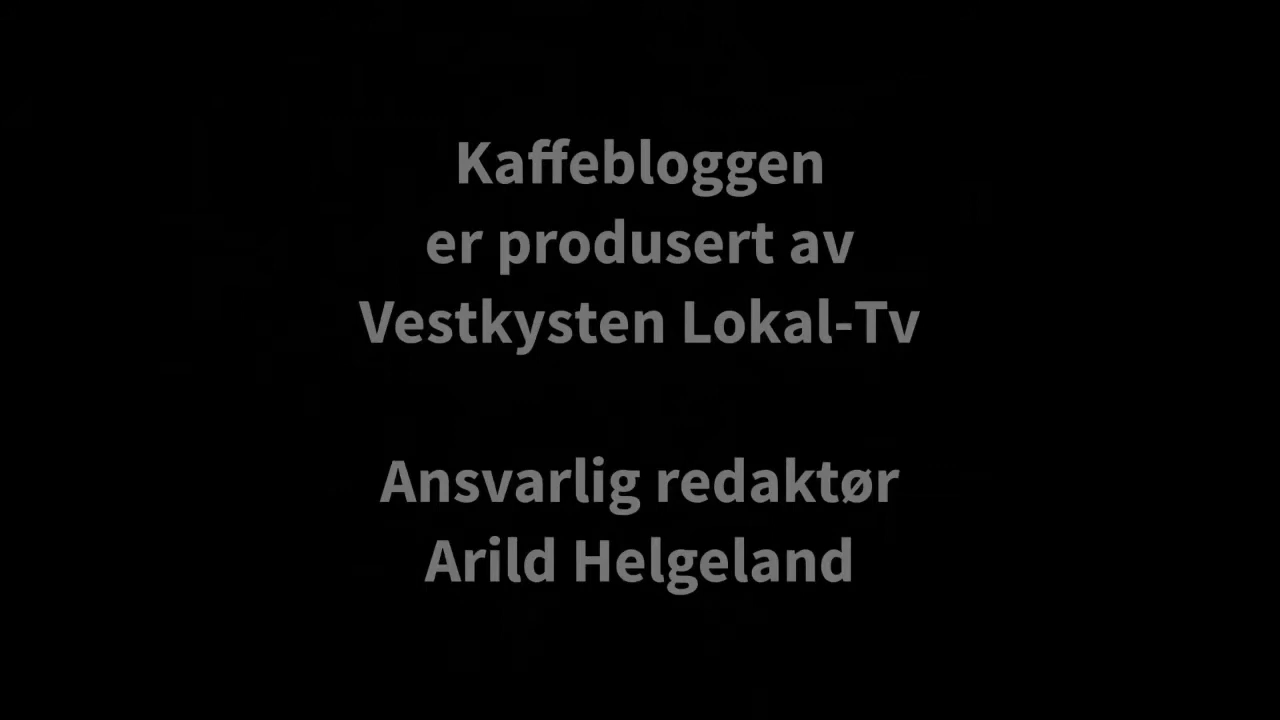 Kaffebloggen
er produsert av
Vestkysten Lokal-Tv
Ansvarlig redaktør
Arild Helgeland